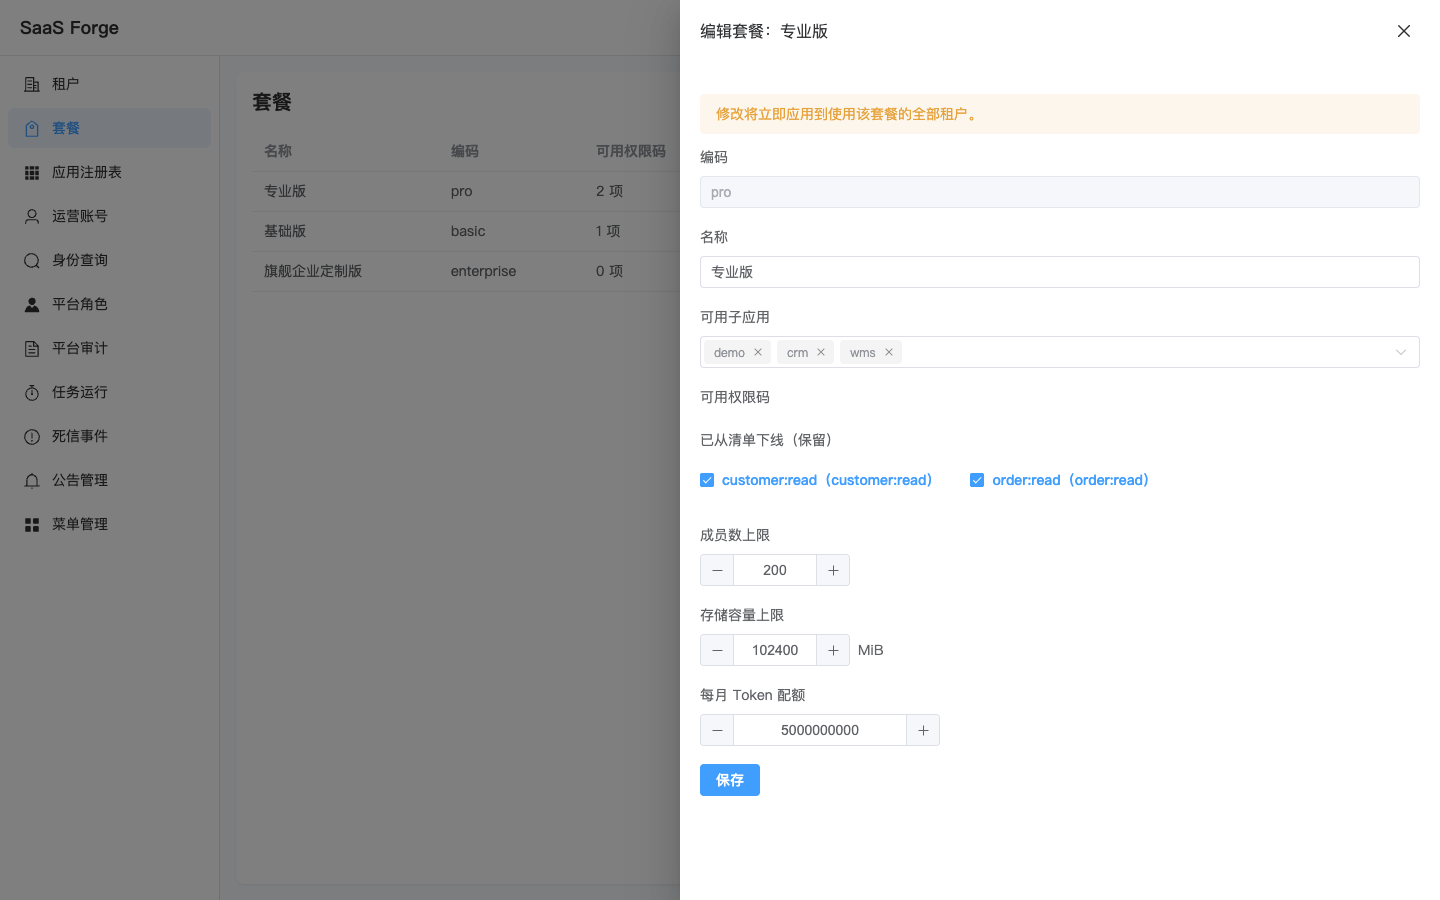 SaaS Forge
租户
套餐
应用注册表
运营账号
身份查询
平台角色
平台审计
任务运行
死信事件
公告管理
菜单管理
套餐
名称 编码 可用权限码
专业版 pro 2 项
基础版 basic 1 项
旗舰企业定制版 enterprise 0 项
编辑套餐：专业版
修改将立即应用到使用该套餐的全部租户。
编码
pro
名称
专业版
可用子应用
demo crm wms
可用权限码
已从清单下线（保留）
customer:read（customer:read） order:read（order:read）
成员数上限
200
存储容量上限
102400 MiB
每月 Token 配额
5000000000
保存